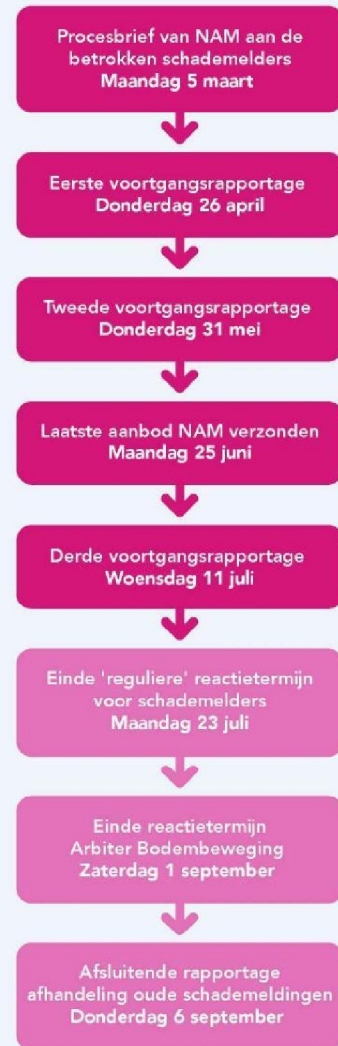 Procesbrief van NAM aan de
betrokken schademelders
Maandag 5 maart
Eerste voortgangsrapportage
Donderdag 26 april
Tweede voortgangsrapportage
Donderdag 31 mei
Laatste aanbod NAM verzonden
Maandag 25 juni
Derde voortgangsrapportage
Woensdag 11 juli
Einde 'reguliere' reactietermijn
voor schademelders
Maandag 23 juli
Einde reactietermijn
Arbiter Bodembeweging
Zaterdag 1 september
Afsluitende rapportage
afhandeling oude schademeldingen
Donderdag 6 september